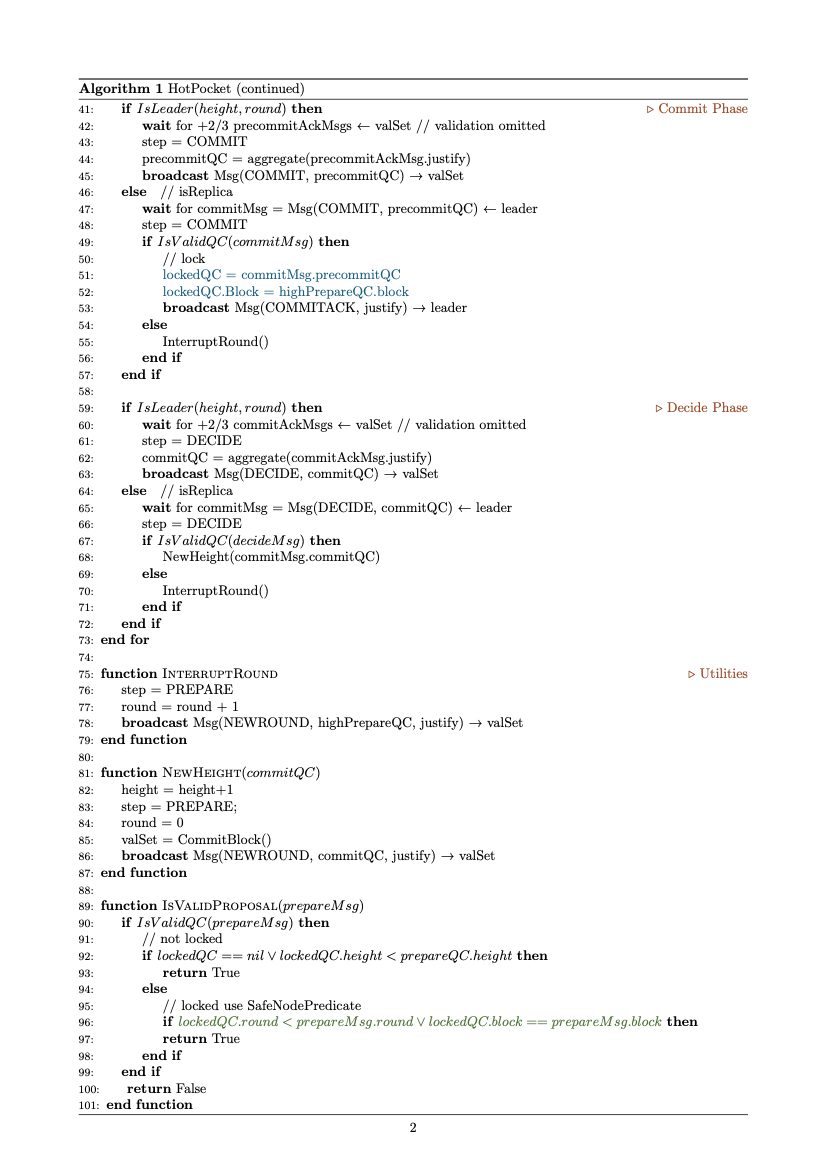 Algorithm 1 HotPocket (continued)
41: if IsLeader(height, round) then ▷ Commit Phase
42: wait for +2/3 precommitAckMsgs ← valSet // validation omitted
43: step = COMMIT
44: precommitQC = aggregate(precommitAckMsg.justify)
45: broadcast Msg(COMMIT, precommitQC) → valSet
46: else // isReplica
47: wait for commitMsg = Msg(COMMIT, precommitQC) ← leader
48: step = COMMIT
49: if IsValidQC(commitMsg) then
50: // lock
51: lockedQC = commitMsg.precommitQC
52: lockedQC.Block = highPrepareQC.block
53: broadcast Msg(COMMITACK, justify) → leader
54: else
55: InterruptRound()
56: end if
57: end if
58:
59: if IsLeader(height, round) then ▷ Decide Phase
60: wait for +2/3 commitAckMsgs ← valSet // validation omitted
61: step = DECIDE
62: commitQC = aggregate(commitAckMsg.justify)
63: broadcast Msg(DECIDE, commitQC) → valSet
64: else // isReplica
65: wait for commitMsg = Msg(DECIDE, commitQC) ← leader
66: step = DECIDE
67: if IsValidQC(decideMsg) then
68: NewHeight(commitMsg.commitQC)
69: else
70: InterruptRound()
71: end if
72: end if
73: end for
74:
75: function InterruptRound ▷ Utilities
76: step = PREPARE
77: round = round + 1
78: broadcast Msg(NEWROUND, highPrepareQC, justify) → valSet
79: end function
80:
81: function NewHeight(commitQC)
82: height = height+1
83: step = PREPARE;
84: round = 0
85: valSet = CommitBlock()
86: broadcast Msg(NEWROUND, commitQC, justify) → valSet
87: end function
88:
89: function IsValidProposal(prepareMsg)
90: if IsValidQC(prepareMsg) then
91: // not locked
92: if lockedQC == nil ∨ lockedQC.height < prepareQC.height then
93: return True
94: else
95: // locked use SafeNodePredicate
96: if lockedQC.round < prepareMsg.round ∨ lockedQC.block == prepareMsg.block then
97: return True
98: end if
99: end if
100: return False
101: end function
2